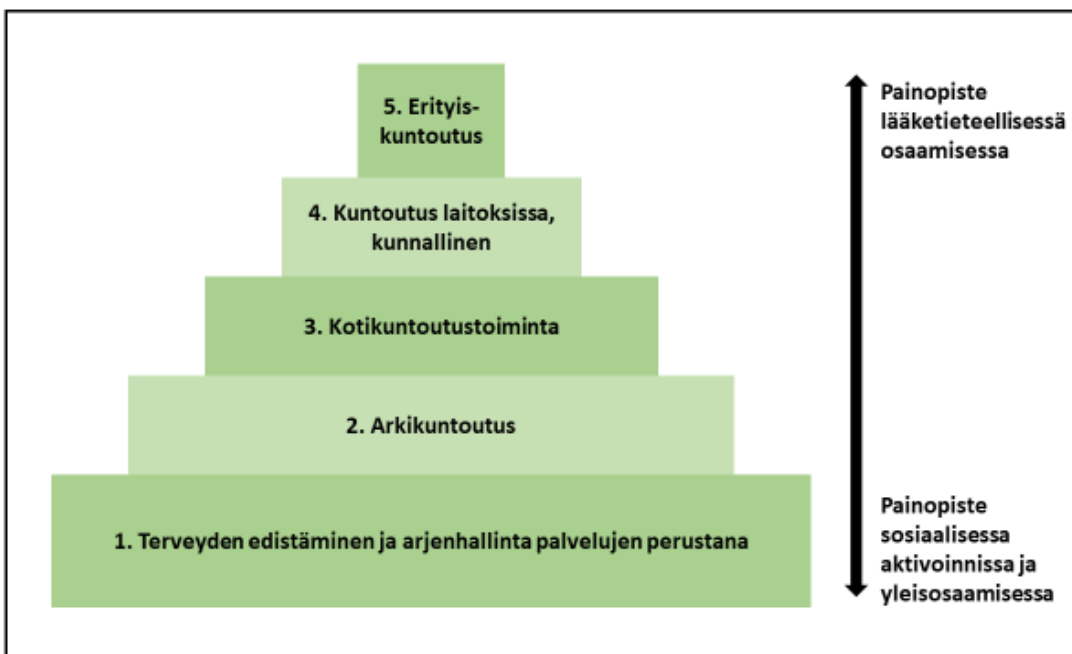 5. Erityis-
kuntoutus
4. Kuntoutus laitoksissa,
kunnallinen
3. Kotikuntoutustoiminta
2. Arkikuntoutus
1. Terveyden edistäminen ja arjenhallinta palvelujen perustana
Painopiste
lääketieteellisessä
osaamisessa
Painopiste
sosiaalisessa
aktivoinnissa ja
yleisosaamisessa